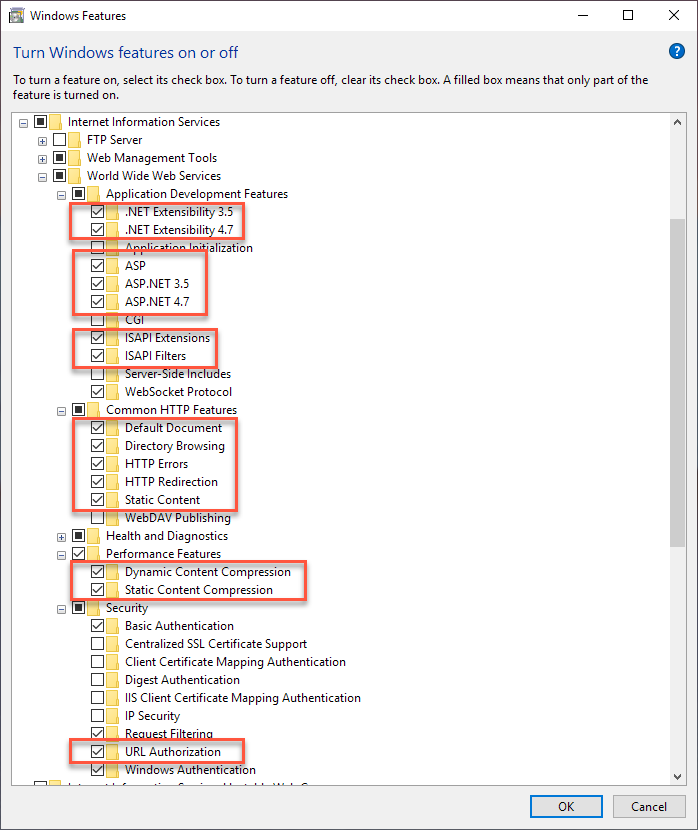 Windows Features
Turn Windows features on or off
?
To turn a feature on, select its check box. To turn a feature off, clear its check box. A filled box means that only part of the
feature is turned on.
Internet Information Services
FTP Server
Web Management Tools
World Wide Web Services
Application Development Features
.NET Extensibility 3.5
.NET Extensibility 4.7
Application Initialization
ASP
ASP.NET 3.5
ASP.NET 4.7
CGI
ISAPI Extensions
ISAPI Filters
Server-Side Includes
WebSocket Protocol
Common HTTP Features
Default Document
Directory Browsing
HTTP Errors
HTTP Redirection
Static Content
WebDAV Publishing
Health and Diagnostics
Performance Features
Dynamic Content Compression
Static Content Compression
Security
Basic Authentication
Centralized SSL Certificate Support
Client Certificate Mapping Authentication
Digest Authentication
IIS Client Certificate Mapping Authentication
IP Security
Request Filtering
URL Authorization
Windows Authentication
OK Cancel